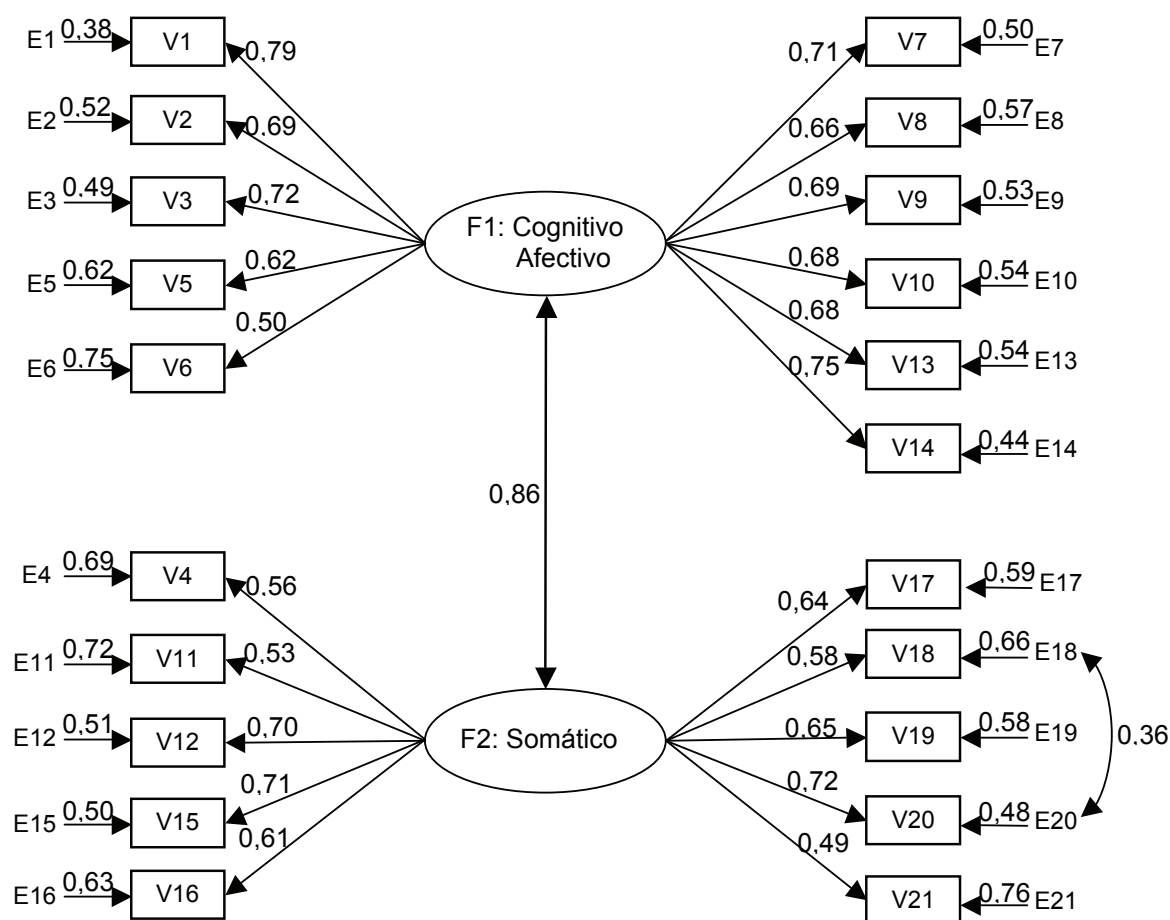 E1 0,38 V1 0,79
E2 0,52 V2 0,69
E3 0,49 V3 0,72
E5 0,62 V5 0,62
E6 0,75 V6 0,50
F1: Cognitivo
Afectivo
0,71 V7 0,50 E7
0,66 V8 0,57 E8
0,69 V9 0,53 E9
0,68 V10 0,54 E10
0,68 V13 0,54 E13
0,75 V14 0,44 E14
0,86
E4 0,69 V4 0,56
E11 0,72 V11 0,53
E12 0,51 V12 0,70
E15 0,50 V15 0,71
E16 0,63 V16 0,61
F2: Somático
0,64 V17 0,59 E17
0,58 V18 0,66 E18
0,65 V19 0,58 E19
0,36
0,72 V20 0,48 E20
0,49 V21 0,76 E21